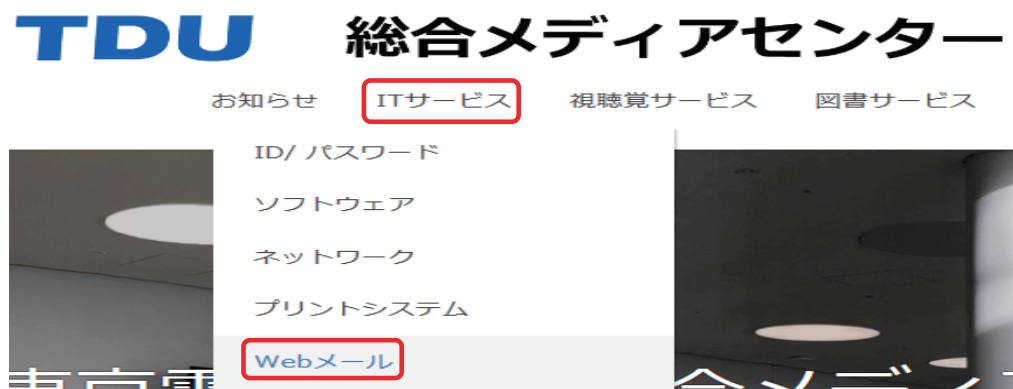 TDU 総合メディアセンター
お知らせ ITサービス 視聴覚サービス 図書サービス
ID/ パスワード
ソフトウェア
ネットワーク
プリントシステム
Webメール